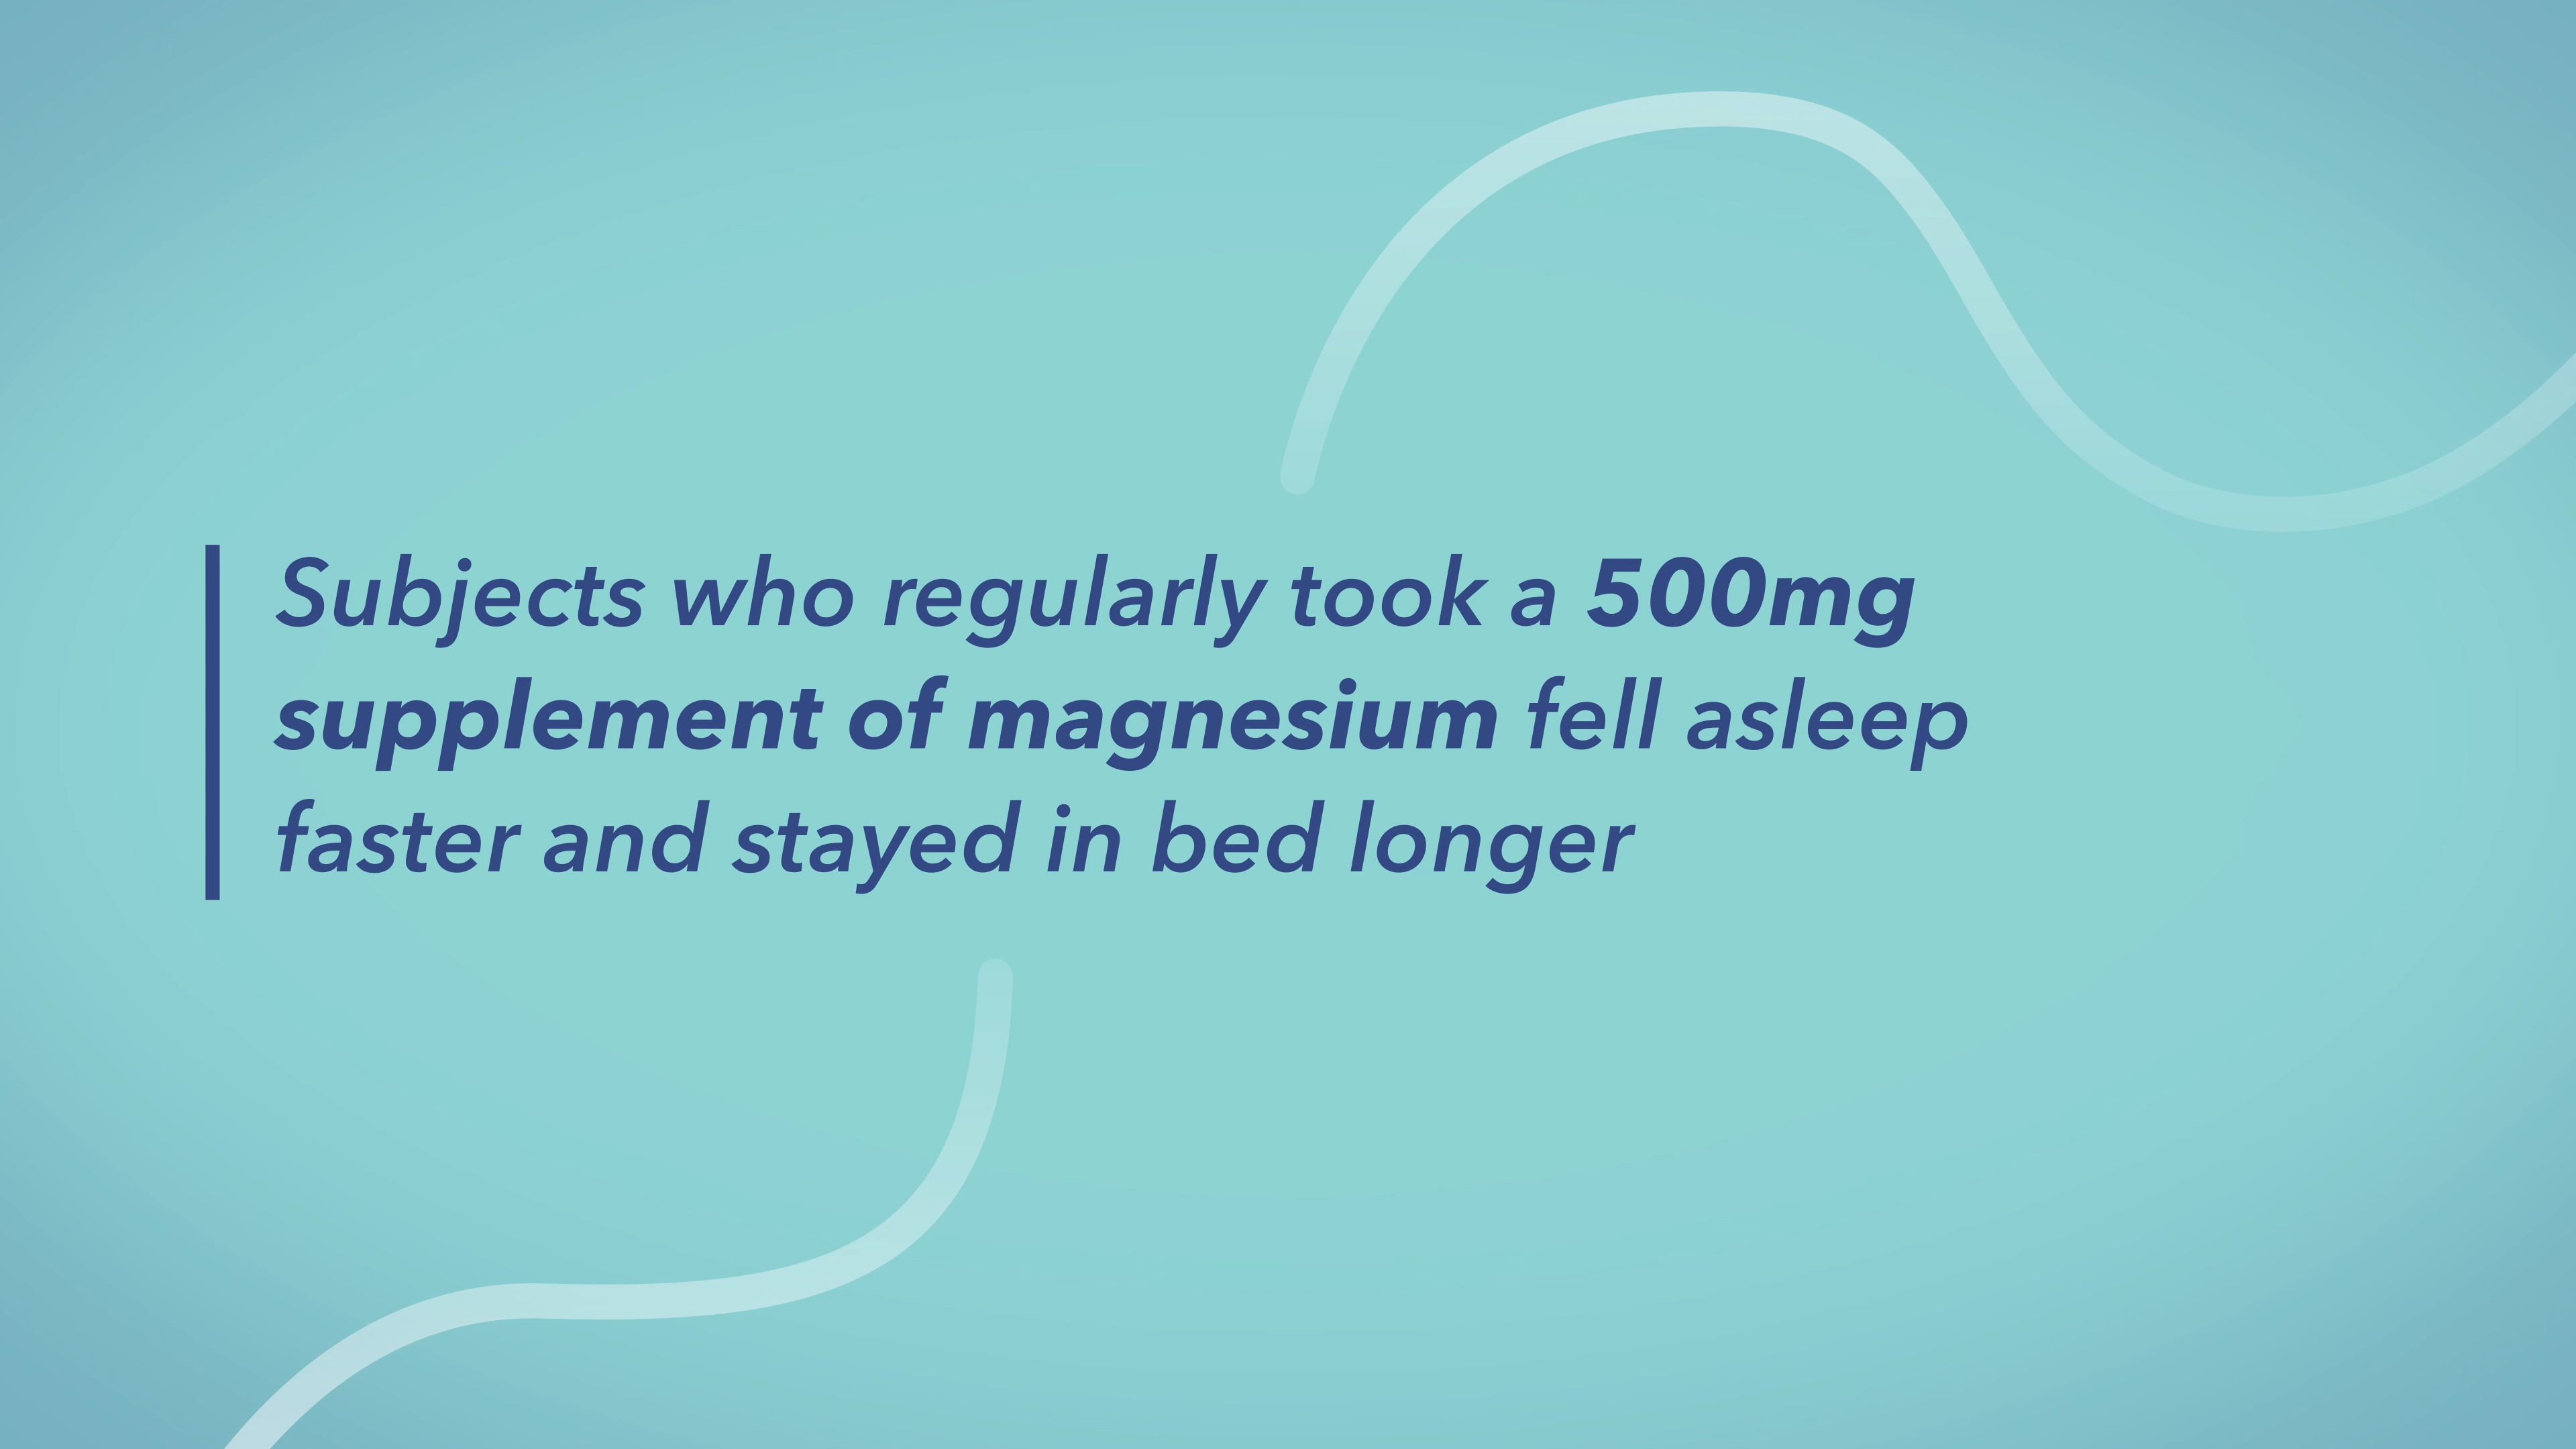 Subjects who regularly took a 500mg
supplement of magnesium fell asleep
faster and stayed in bed longer